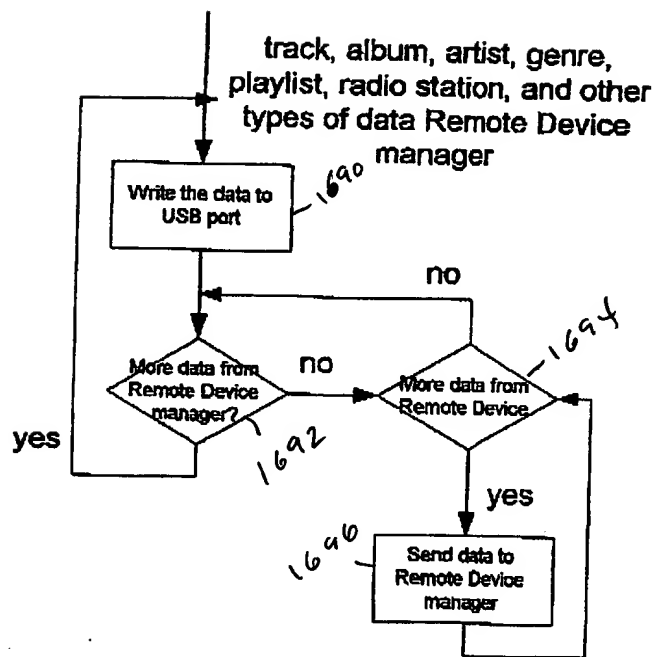 track, album, artist, genre,
playlist, radio station, and other
types of data Remote Device
manager
Write the data to
USB port
1690
no
More data from
Remote Device
manager?
1692
no
yes
More data from
Remote Device
1694
yes
Send data to
Remote Device
manager
1696